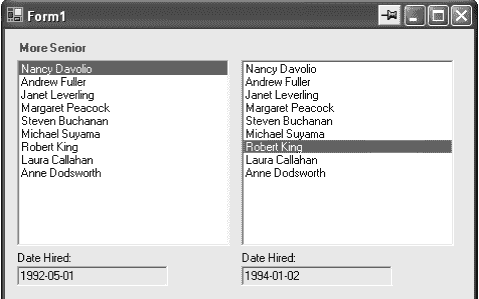 Form1
More Senior
Nancy Davolio
Andrew Fuller
Janet Leverling
Margaret Peacock
Steven Buchanan
Michael Suyama
Robert King
Laura Callahan
Anne Dodsworth
Date Hired:
1992-05-01
Nancy Davolio
Andrew Fuller
Janet Leverling
Margaret Peacock
Steven Buchanan
Michael Suyama
Robert King
Laura Callahan
Anne Dodsworth
Date Hired:
1994-01-02